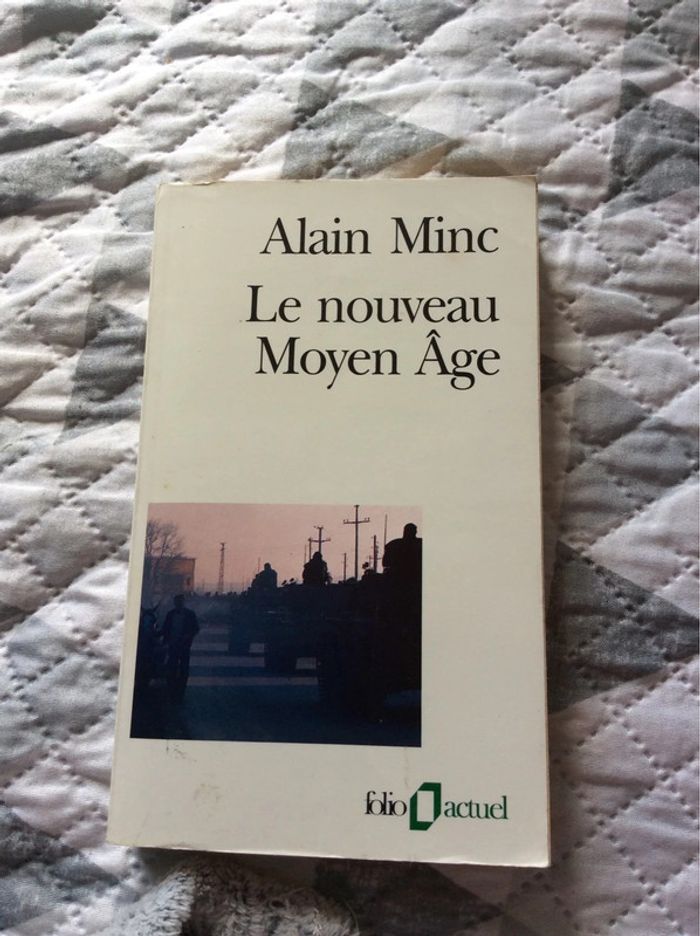 Alain Minc
Le nouveau
Moyen Âge
folio actuel